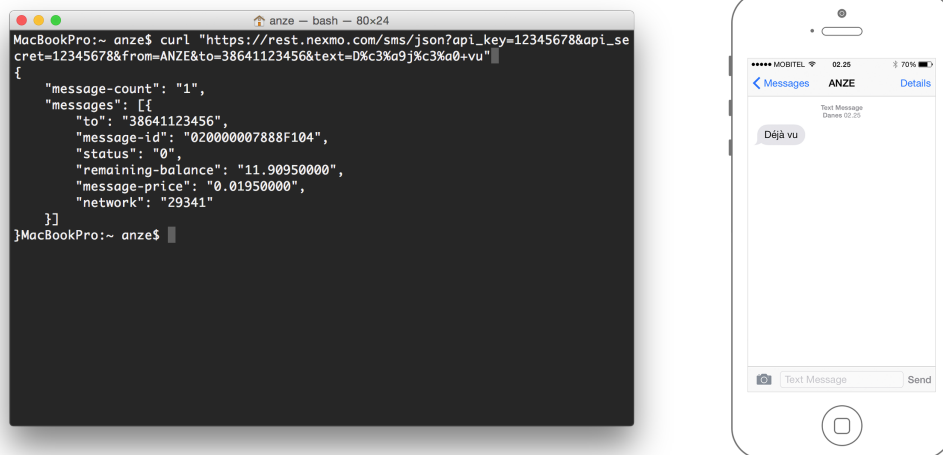 anze — bash — 80×24
MacBookPro:~ anze$ curl "https://rest.nexmo.com/sms/json?api_key=12345678&api_se
cret=12345678&from=ANZE&to=38641123456&text=D%c3%a9j%c3%a0+vu"
{
    "message-count": "1",
    "messages": [{
        "to": "38641123456",
        "message-id": "020000007888F104",
        "status": "0",
        "remaining-balance": "11.90950000",
        "message-price": "0.01950000",
        "network": "29341"
    }]
}MacBookPro:~ anze$
MOBITEL 02.25 70%
Messages ANZE Details
Text Message
Danes 02.25
Déjà vu
Text Message Send